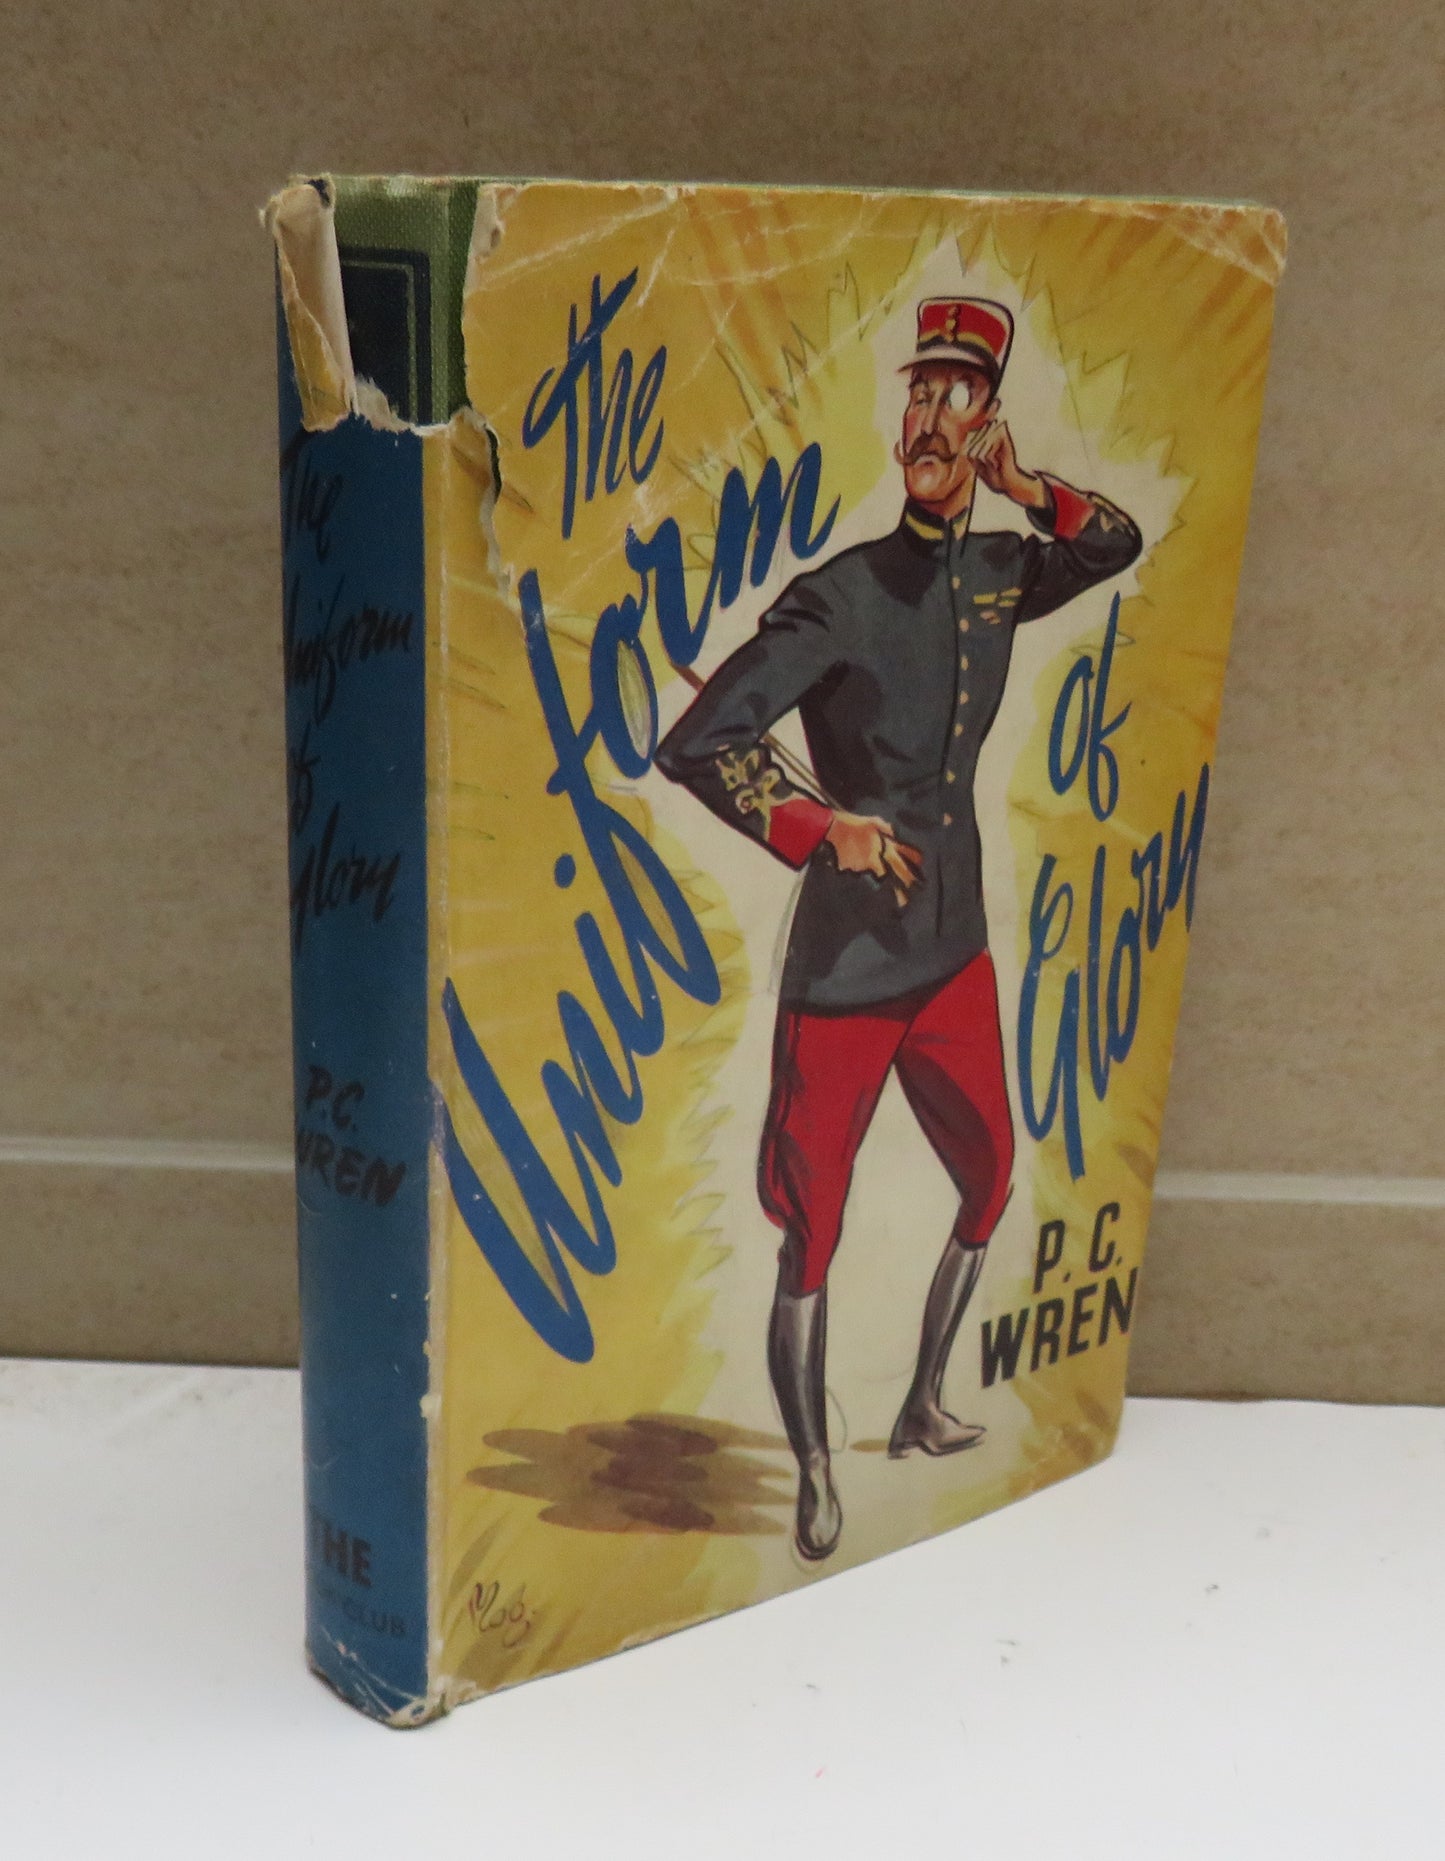 The
Uniform
of
Glory
P.C.
WREN
THE
CLUB
The
Uniform
of
Glory
P. C.
WREN